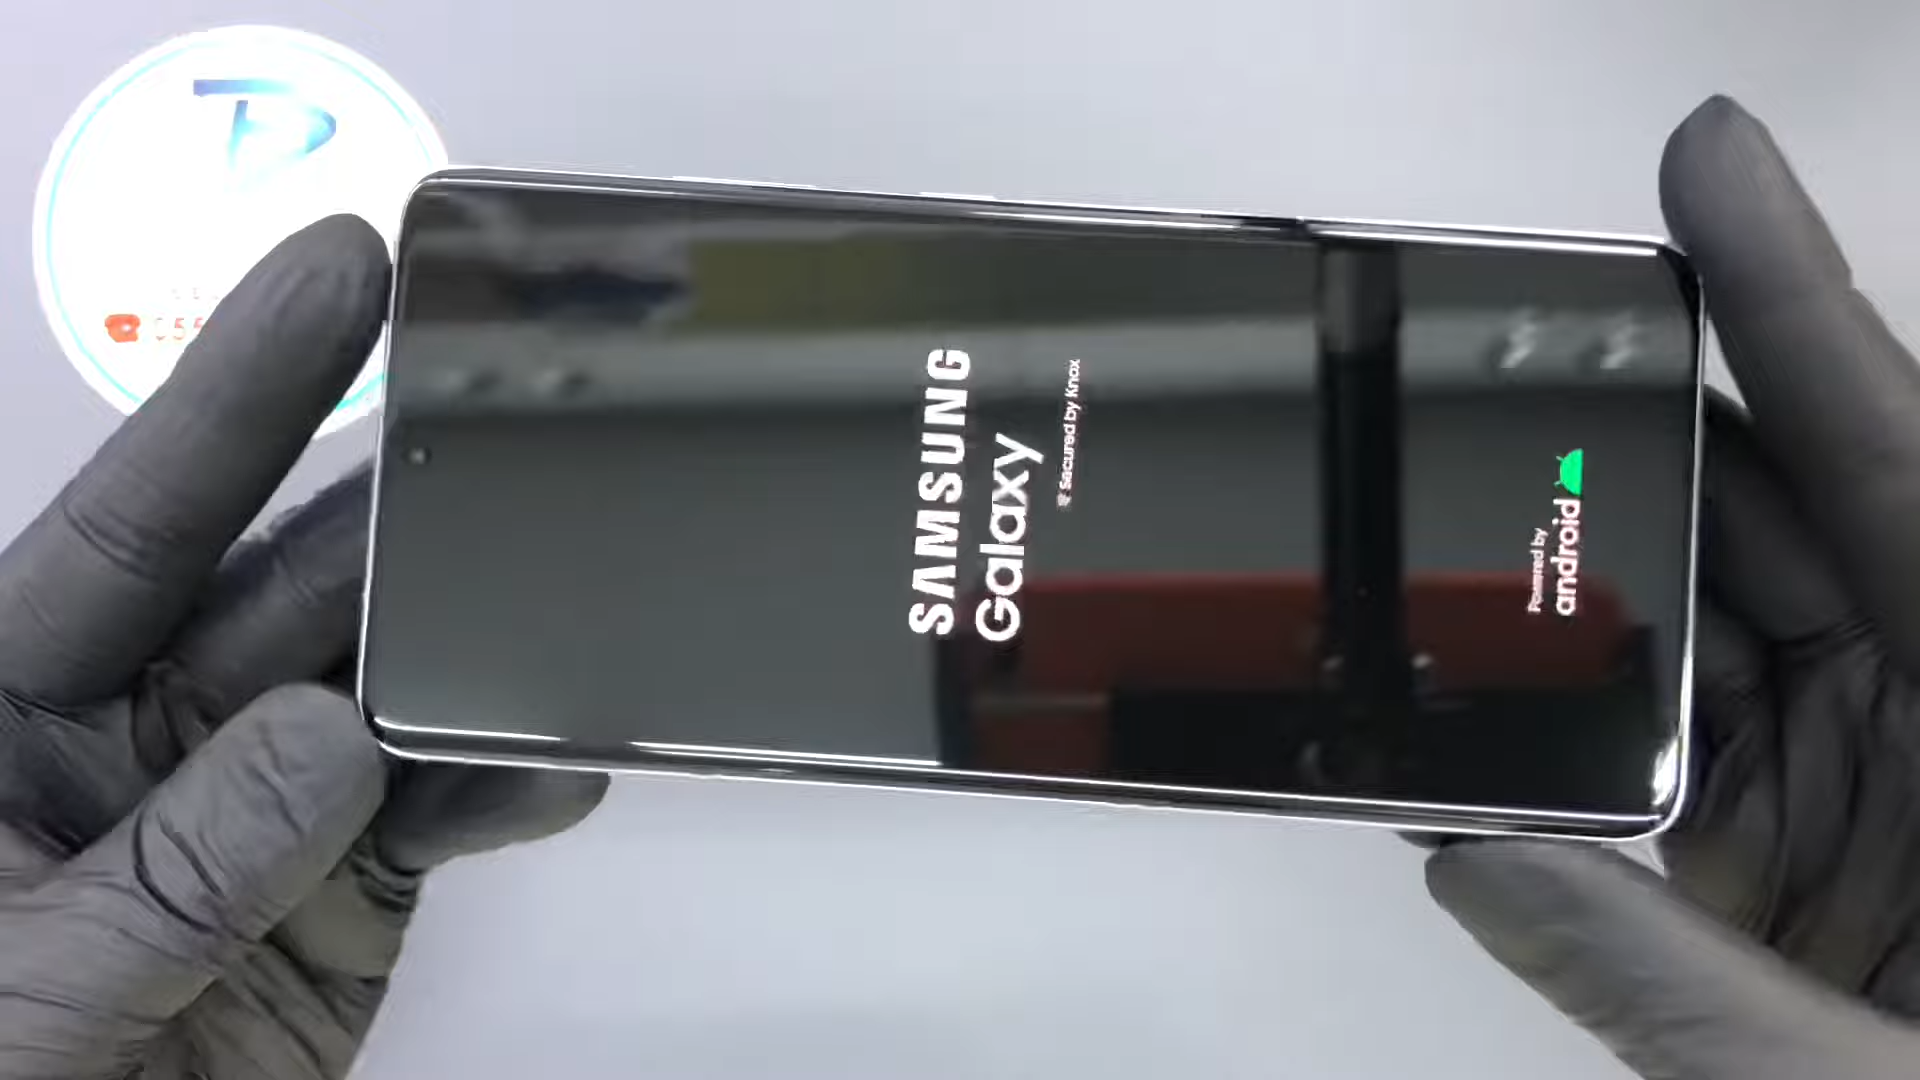 SAMSUNG
Galaxy
Secured by Knox
Powered by
android